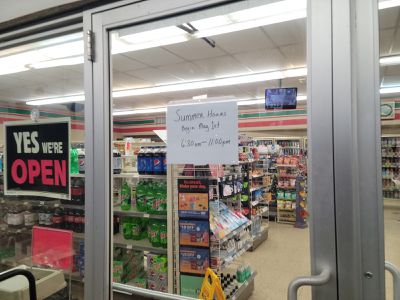 YES WE'RE
OPEN
Summer Hours
Begin May 1st
6:30am - 11:00pm